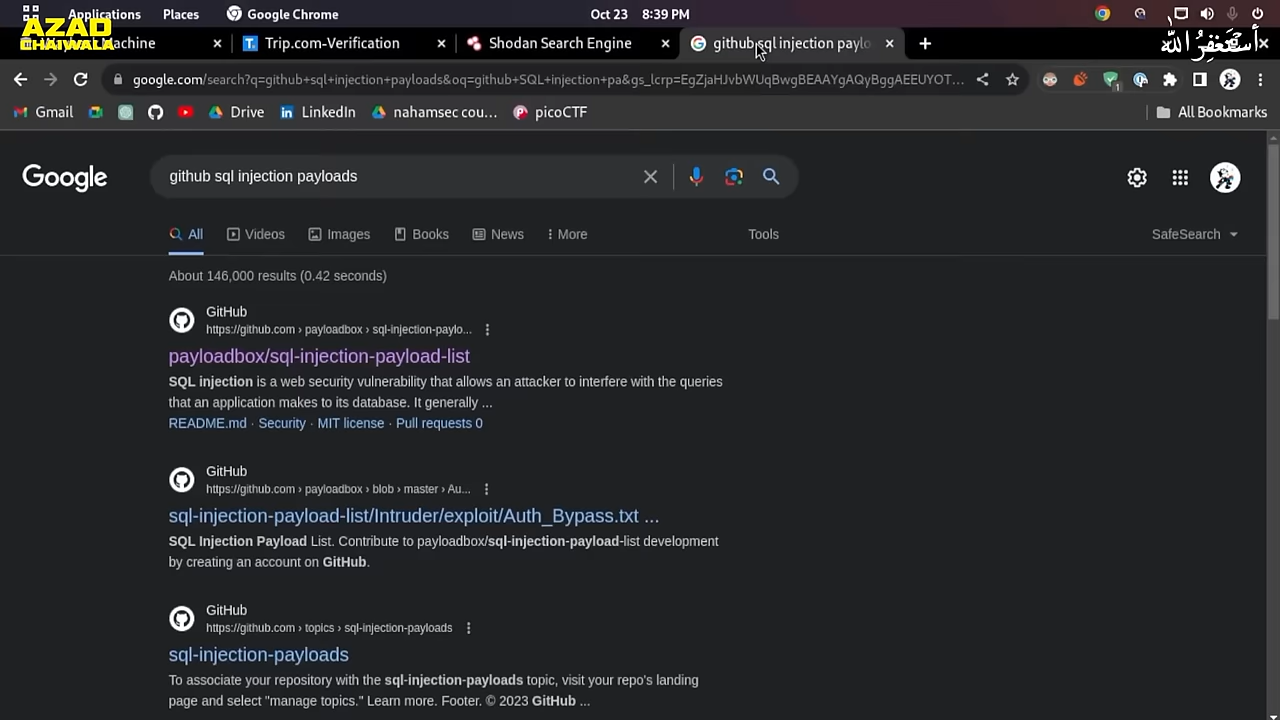 Applications Places Google Chrome Oct 23 8:39 PM
AZAD
CHAIWALA
أستغفر الله
Machine Trip.com-Verification Shodan Search Engine github sql injection paylo
google.com/search?q=github+sql+injection+payloads&oq=github+SQL+injection+pa&gs_lcrp=EgZjaHJvbWUqBwgBEAAYgAQyBggAEEUYOT...
Gmail Drive LinkedIn nahamsec cou... picoCTF All Bookmarks
Google github sql injection payloads
All Videos Images Books News More Tools SafeSearch
About 146,000 results (0.42 seconds)
GitHub
https://github.com › payloadbox › sql-injection-paylo...
payloadbox/sql-injection-payload-list
SQL injection is a web security vulnerability that allows an attacker to interfere with the queries
that an application makes to its database. It generally ...
README.md · Security · MIT license · Pull requests 0
GitHub
https://github.com › payloadbox › blob › master › Au...
sql-injection-payload-list/Intruder/exploit/Auth_Bypass.txt ...
SQL Injection Payload List. Contribute to payloadbox/sql-injection-payload-list development
by creating an account on GitHub.
GitHub
https://github.com › topics › sql-injection-payloads
sql-injection-payloads
To associate your repository with the sql-injection-payloads topic, visit your repo's landing
page and select "manage topics." Learn more. Footer. © 2023 GitHub ...